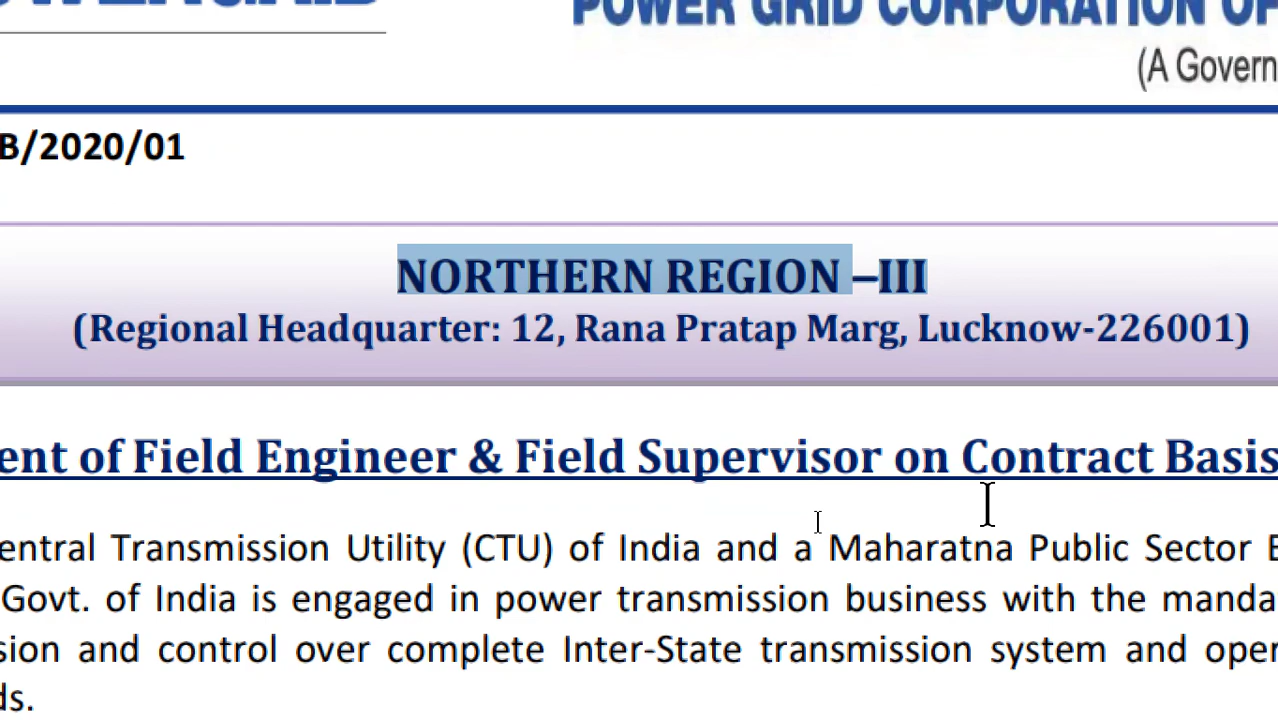 POWER GRID CORPORATION OF
(A Govern
B/2020/01
NORTHERN REGION –III
(Regional Headquarter: 12, Rana Pratap Marg, Lucknow-226001)
ent of Field Engineer & Field Supervisor on Contract Basis
entral Transmission Utility (CTU) of India and a Maharatna Public Sector E
Govt. of India is engaged in power transmission business with the manda
sion and control over complete Inter-State transmission system and oper
ds.